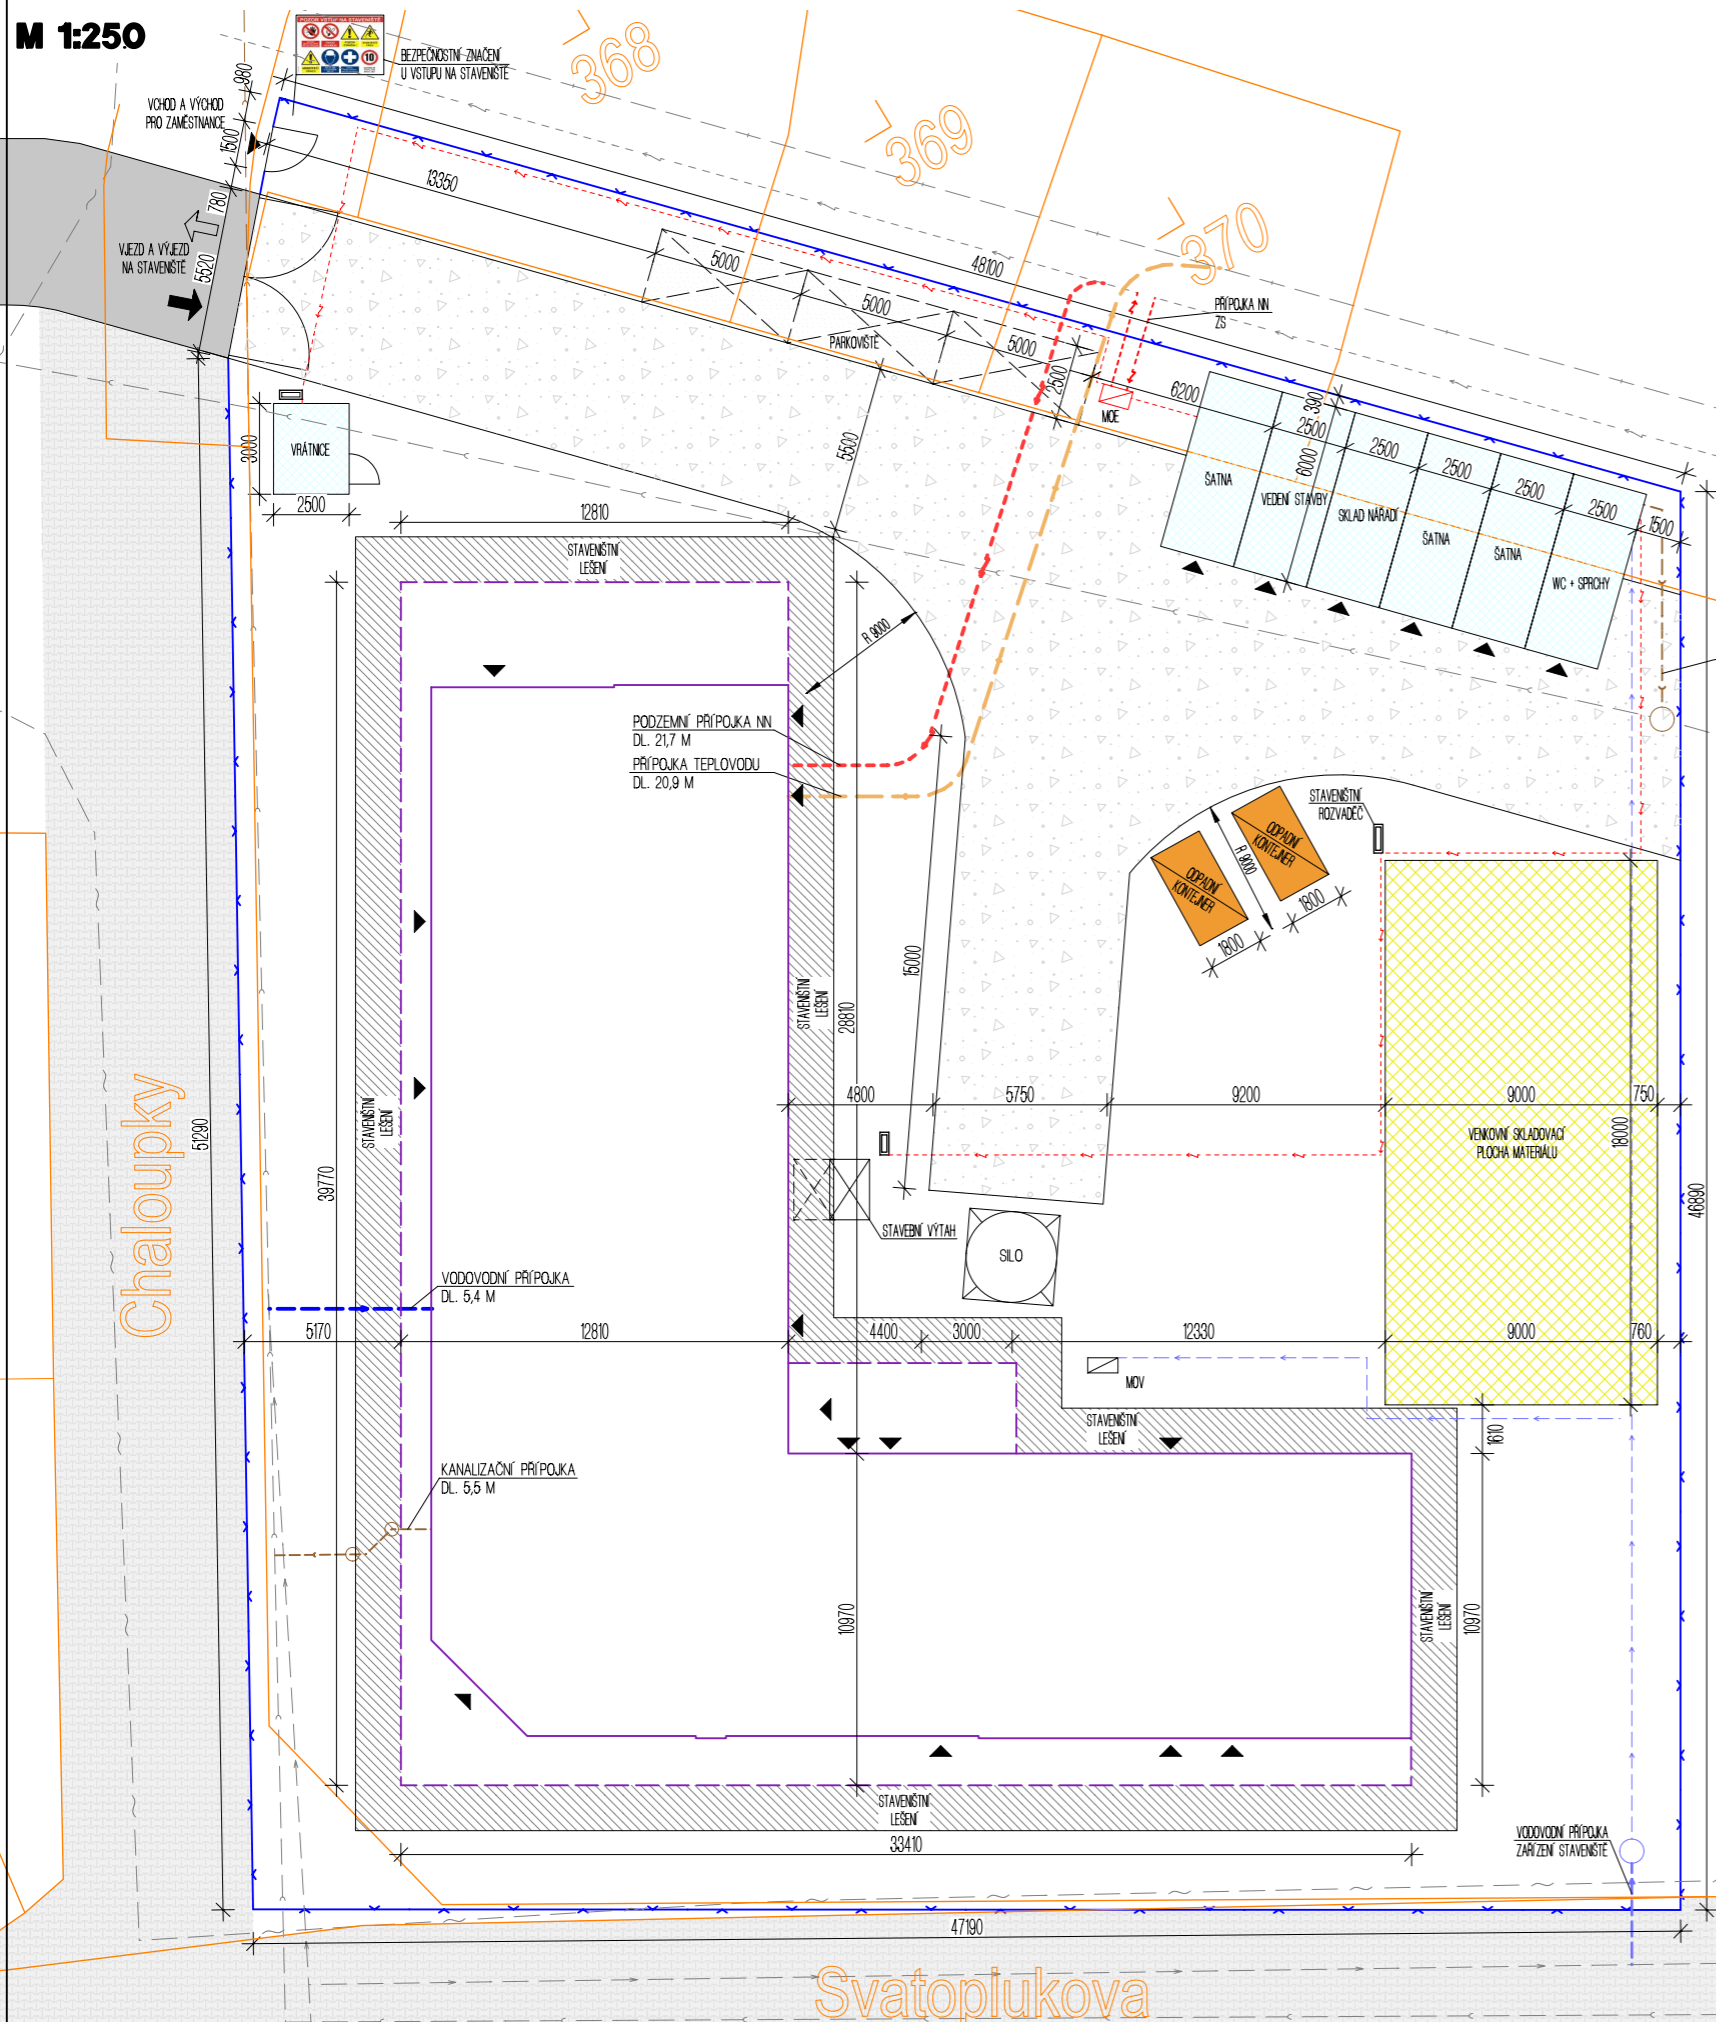 M 1:250
POZOR VSTUP NA STAVENIŠTĚ
BEZPEČNOSTNÍ ZNAČENÍ
U VSTUPU NA STAVENIŠTĚ
368
369
370
980
VCHOD A VÝCHOD
PRO ZAMĚSTNANCE
1500
780
VJEZD A VÝJEZD
NA STAVENIŠTĚ
5520
13350
48100
5000
5000
5000
PARKOVIŠTĚ
2500
5500
PŘÍPOJKA NN
ZS
MOE
6200
390
2500
2500
2500
2500
2500
1500
6000
ŠATNA
VEDENÍ STAVBY
SKLAD NÁŘADÍ
ŠATNA
ŠATNA
WC + SPRCHY
VRÁTNICE
3000
2500
12810
STAVENIŠTNÍ
LEŠENÍ
R 9000
PODZEMNÍ PŘÍPOJKA NN
DL. 21,7 M
PŘÍPOJKA TEPLOVODU
DL. 20,9 M
STAVENIŠTNÍ
ROZVADĚČ
ODPADNÍ
KONTEJNER
ODPADNÍ
KONTEJNER
R 9000
1800
1800
15000
STAVENIŠTNÍ
LEŠENÍ
28810
4800
5750
9200
9000
750
VENKOVNÍ SKLADOVACÍ
PLOCHA MATERIÁLU
18000
46890
Chaloupky
51290
39770
STAVENIŠTNÍ
LEŠENÍ
STAVEBNÍ VÝTAH
SILO
VODOVODNÍ PŘÍPOJKA
DL. 5,4 M
5170
12810
4400
3000
12330
9000
760
MOV
STAVENIŠTNÍ
LEŠENÍ
1610
KANALIZAČNÍ PŘÍPOJKA
DL. 5,5 M
10970
STAVENIŠTNÍ
LEŠENÍ
10970
STAVENIŠTNÍ
LEŠENÍ
33410
VODOVODNÍ PŘÍPOJKA
ZAŘÍZENÍ STAVENIŠTĚ
47190
Svatoplukova